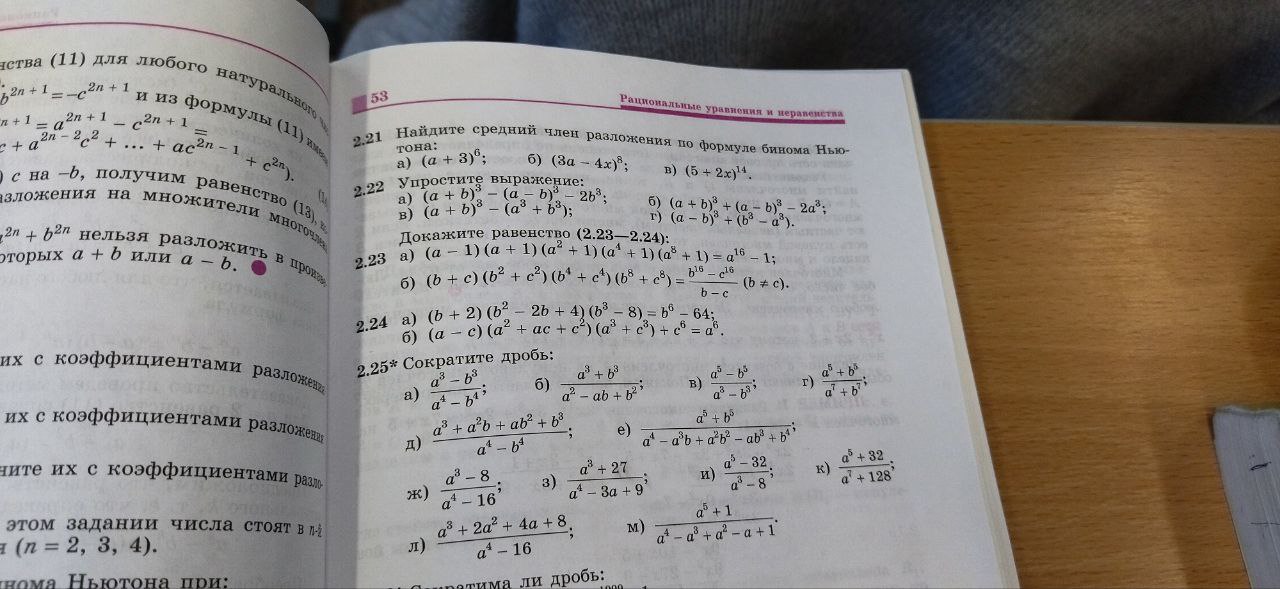 нства (11) для любого натурального
b^{2n + 1} = –c^{2n + 1} и из формулы (11)
n + 1 = a^{2n + 1} – c^{2n + 1} =
c + a^{2n – 2}c^2 + ... + ac^{2n – 1} + c^{2n}).
) c на –b, получим равенство (13),
азложения на множители
a^{2n} + b^{2n} нельзя разложить в
оторых a + b или a – b.
их с коэффициентами разложения
их с коэффициентами разложения
ните их с коэффициентами разло-
этом задании числа стоят в n-й
я (n = 2, 3, 4).
инома Ньютона при:
53
Рациональные уравнения и неравенства
2.21 Найдите средний член разложения по формуле бинома Нью-
тона:
а) (a + 3)^6; б) (3a – 4x)^8; в) (5 + 2x)^{14}.
2.22 Упростите выражение:
а) (a + b)^3 – (a – b)^3 – 2b^3; б) (a + b)^3 + (a – b)^3 – 2a^3;
в) (a + b)^3 – (a^3 + b^3); г) (a – b)^3 + (b^3 – a^3).
Докажите равенство (2.23—2.24):
2.23 а) (a – 1) (a + 1) (a^2 + 1) (a^4 + 1) (a^8 + 1) = a^{16} – 1;
б) (b + c) (b^2 + c^2) (b^4 + c^4) (b^8 + c^8) = \frac{b^{16} – c^{16}}{b – c} (b ≠ c).
2.24 а) (b + 2) (b^2 – 2b + 4) (b^3 – 8) = b^6 – 64;
б) (a – c) (a^2 + ac + c^2) (a^3 + c^3) + c^6 = a^6.
2.25* Сократите дробь:
а) \frac{a^3 – b^3}{a^4 – b^4}; б) \frac{a^3 + b^3}{a^2 – ab + b^2}; в) \frac{a^5 – b^5}{a^3 – b^3}; г) \frac{a^5 + b^5}{a^7 + b^7};
д) \frac{a^3 + a^2b + ab^2 + b^3}{a^4 – b^4}; е) \frac{a^5 + b^5}{a^4 – a^3b + a^2b^2 – ab^3 + b^4};
ж) \frac{a^3 – 8}{a^4 – 16}; з) \frac{a^3 + 27}{a^4 – 3a + 9}; и) \frac{a^5 – 32}{a^3 – 8}; к) \frac{a^5 + 32}{a^7 + 128};
л) \frac{a^3 + 2a^2 + 4a + 8}{a^4 – 16}; м) \frac{a^5 + 1}{a^4 – a^3 + a^2 – a + 1}.
Сократима ли дробь: